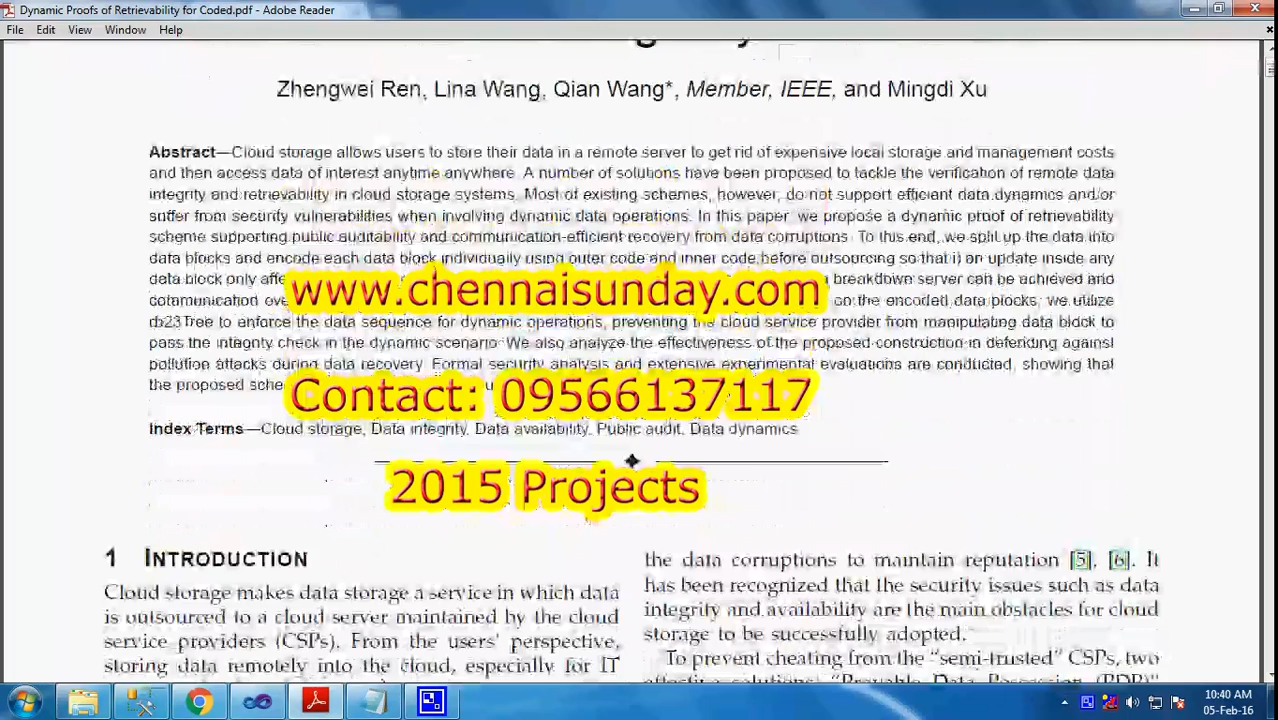 Dynamic Proofs of Retrievability for Coded.pdf - Adobe Reader
File Edit View Window Help
Zhengwei Ren, Lina Wang, Qian Wang*, Member, IEEE, and Mingdi Xu
Abstract—Cloud storage allows users to store their data in a remote server to get rid of expensive local storage and management costs
and then access data of interest anytime anywhere. A number of solutions have been proposed to tackle the verification of remote data
integrity and retrievability in cloud storage systems. Most of existing schemes, however, do not support efficient data dynamics and/or
suffer from security vulnerabilities when involving dynamic data operations. In this paper, we propose a dynamic proof of retrievability
scheme supporting public auditability and communication-efficient recovery from data corruptions. To this end, we split up the data into
data blocks and encode each data block individually using outer code and inner code before outsourcing so that i) an update inside any
data block only breakdown server can be achieved and
www.chennaisunday.com
communication on the encoded data blocks, we utilize
rb23Tree to enforce the data sequence for dynamic operations, preventing the cloud service provider from manipulating data block to
pass the integrity check in the dynamic scenario. We also analyze the effectiveness of the proposed construction in defending against
pollution attacks during data recovery. Formal security analysis and extensive experimental evaluations are conducted, showing that
the proposed
Contact: 09566137117
Index Terms—Cloud storage, Data integrity, Data availability, Public audit, Data dynamics
2015 Projects
1 INTRODUCTION
Cloud storage makes data storage a service in which data
is outsourced to a cloud server maintained by the cloud
service providers (CSPs). From the users' perspective,
storing data remotely into the cloud, especially for IT
the data corruptions to maintain reputation [5], [6]. It
has been recognized that the security issues such as data
integrity and availability are the main obstacles for cloud
storage to be successfully adopted.
To prevent cheating from the "semi-trusted" CSPs, two
effective solutions, "Provable Data Possession (PDP)"
10:40 AM
05-Feb-16